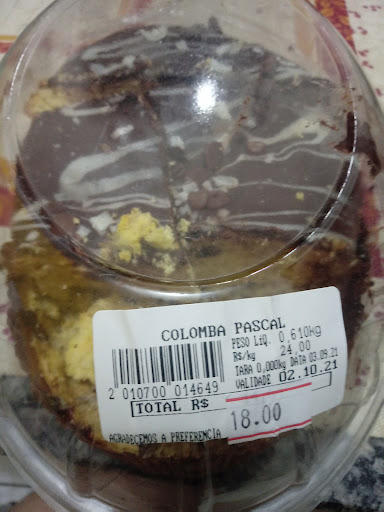 COLOMBA PASCAL
PESO LíQ. 0,610kg
R$/kg 24,00
TARA 0,000kg DATA 03.09.21
VALIDADE 02.10.21
2 010700 014649
TOTAL R$ 18.00
AGRADECEMOS A PREFERENCIA